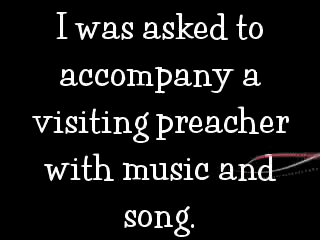 I was asked to
accompany a
visiting preacher
with music and
song.